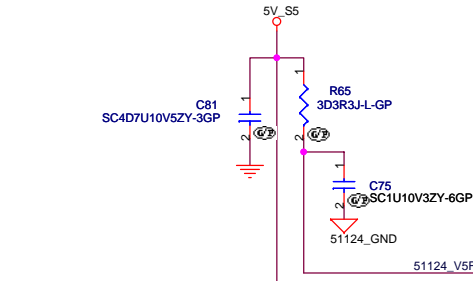 5V_S5
1
1
C81
SC4D7U10V5ZY-3GP
R65
3D3R3J-L-GP
2
G/P
2
G/P
1
C75
SC1U10V3ZY-6GP
2
G/P
51124_GND